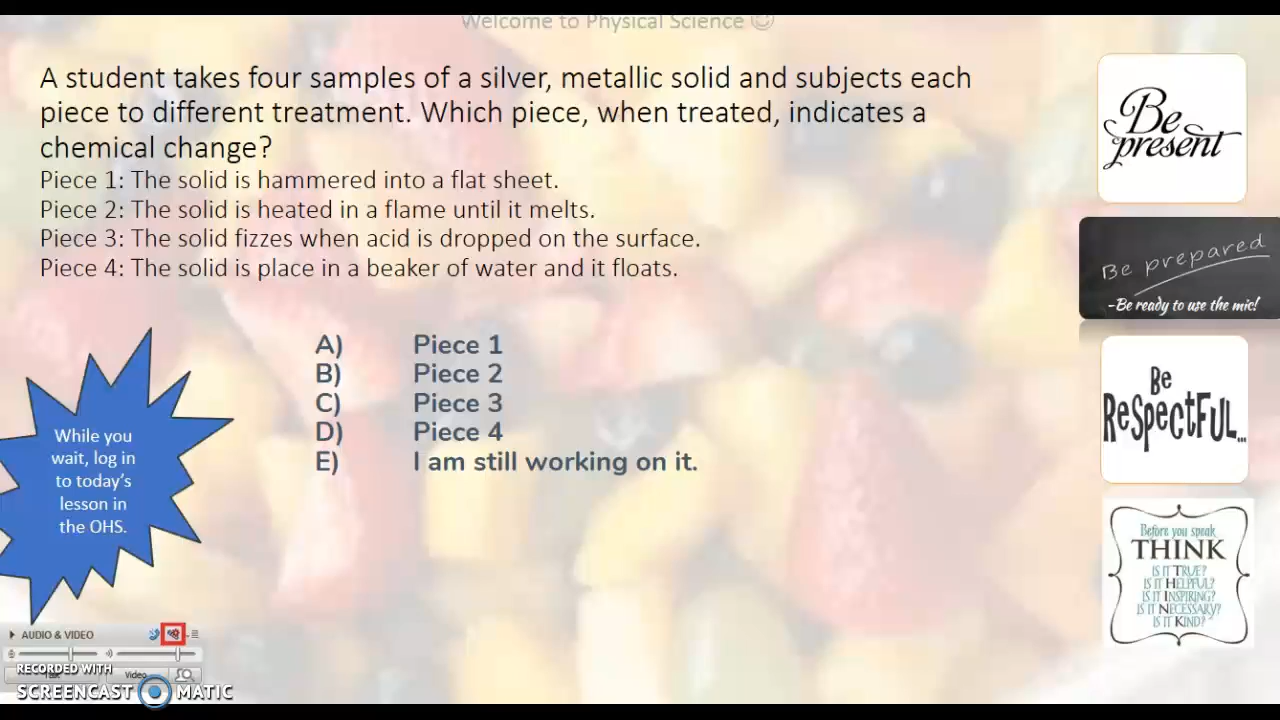 Welcome to Physical Science ☺
A student takes four samples of a silver, metallic solid and subjects each
piece to different treatment. Which piece, when treated, indicates a
chemical change?
Piece 1: The solid is hammered into a flat sheet.
Piece 2: The solid is heated in a flame until it melts.
Piece 3: The solid fizzes when acid is dropped on the surface.
Piece 4: The solid is place in a beaker of water and it floats.
A) Piece 1
B) Piece 2
C) Piece 3
D) Piece 4
E) I am still working on it.
While you
wait, log in
to today's
lesson in
the OHS.
Be
present
Be prepared
-Be ready to use the mic!
Be
ReSpectFUL...
Before you speak
THINK
IS IT TRUE?
IS IT HELPFUL?
IS IT INSPIRING?
IS IT NECESSARY?
IS IT KIND?
AUDIO & VIDEO
Talk Video
RECORDED WITH
SCREENCAST MATIC